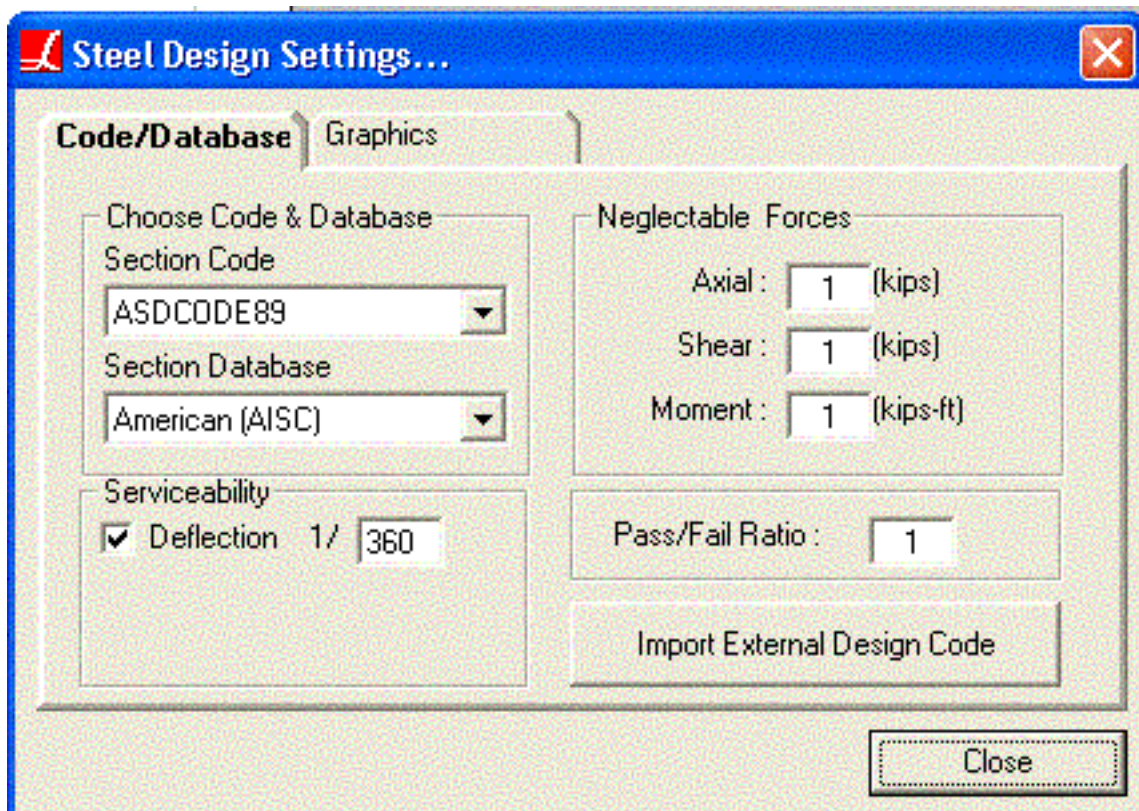 Steel Design Settings...
Code/Database
Graphics
Choose Code & Database
Section Code
ASDCODE89
Section Database
American (AISC)
Serviceability
Deflection 1/ 360
Neglectable Forces
Axial : 1 (kips)
Shear : 1 (kips)
Moment : 1 (kips-ft)
Pass/Fail Ratio : 1
Import External Design Code
Close